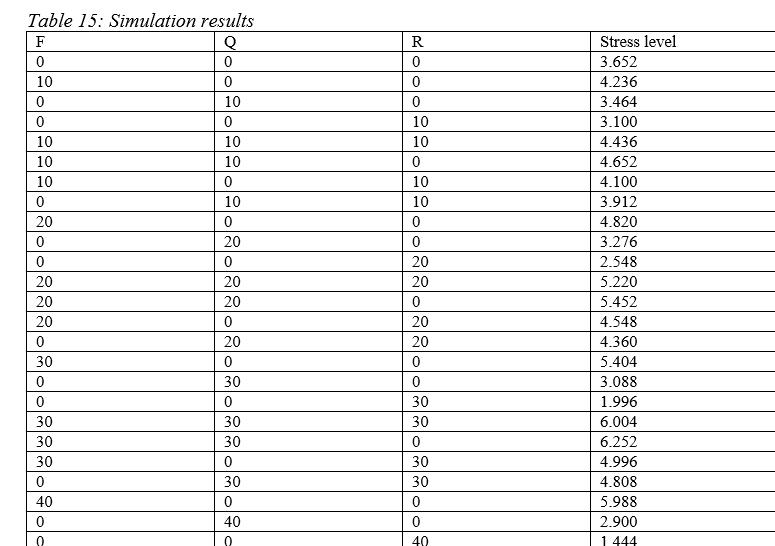 Table 15: Simulation results
F Q R Stress level
0 0 0 3.652
10 0 0 4.236
0 10 0 3.464
0 0 10 3.100
10 10 10 4.436
10 10 0 4.652
10 0 10 4.100
0 10 10 3.912
20 0 0 4.820
0 20 0 3.276
0 0 20 2.548
20 20 20 5.220
20 20 0 5.452
20 0 20 4.548
0 20 20 4.360
30 0 0 5.404
0 30 0 3.088
0 0 30 1.996
30 30 30 6.004
30 30 0 6.252
30 0 30 4.996
0 30 30 4.808
40 0 0 5.988
0 40 0 2.900
0 0 40 1.444